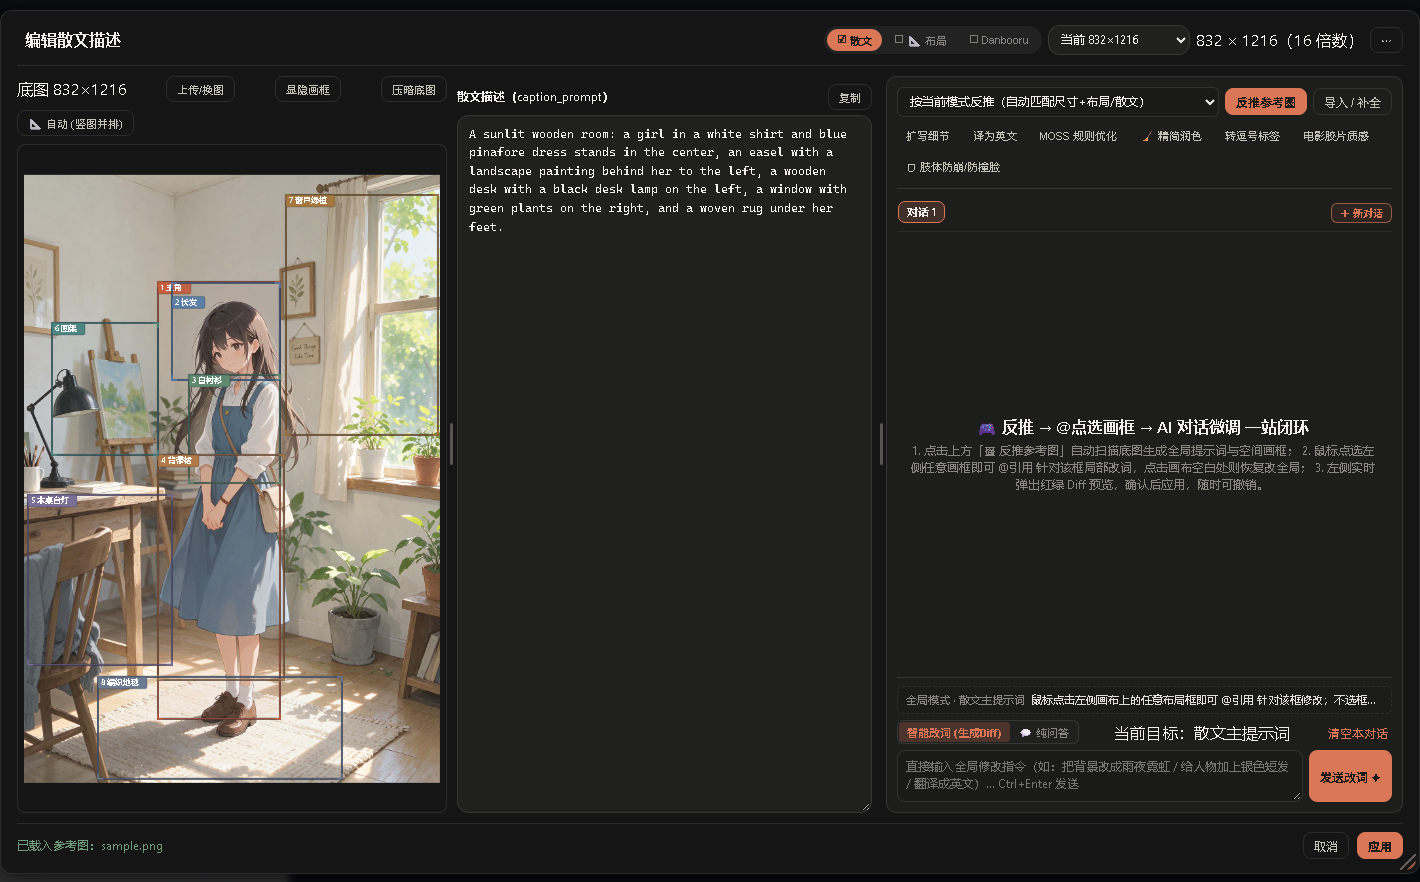 编辑散文描述
散文
布局
Danbooru
当前 832×1216
832 × 1216（16 倍数）
...
底图 832×1216
上传/换图
显隐画框
压暗底图
自动 (竖图并排)
7 窗户绿植
1 主角
2 长发
6 画架
3 白衬衫
4 背带裙
5 木桌台灯
8 编织地毯
Good Things
Take Time
散文描述（caption_prompt）
复制
A sunlit wooden room: a girl in a white shirt and blue
pinafore dress stands in the center, an easel with a
landscape painting behind her to the left, a wooden
desk with a black desk lamp on the left, a window with
green plants on the right, and a woven rug under her
feet.
按当前模式反推（自动匹配尺寸+布局/散文）
反推参考图
导入 / 补全
扩写细节
译为英文
MOSS 规则优化
精简润色
转逗号标签
电影胶片质感
肢体防崩/防撞脸
对话 1
＋ 新对话
反推 → @点选画框 → AI 对话微调 一站闭环
1. 点击上方「🖼 反推参考图」自动扫描底图生成全局提示词与空间画框； 2. 鼠标点选左
侧任意画框即可 @引用 针对该框局部改词，点击画布空白处则恢复改全局； 3. 左侧实时
弹出红绿 Diff 预览，确认后应用，随时可撤销。
全局模式 · 散文主提示词 鼠标点击左侧画布上的任意布局框即可 @引用 针对该框修改；不选框...
智能改词 (生成Diff)
纯问答
当前目标：散文主提示词
清空本对话
直接输入全局修改指令（如：把背景改成雨夜霓虹 / 给人物加上银色短发
/ 翻译成英文）... Ctrl+Enter 发送
发送改词 ✦
已载入参考图：sample.png
取消
应用